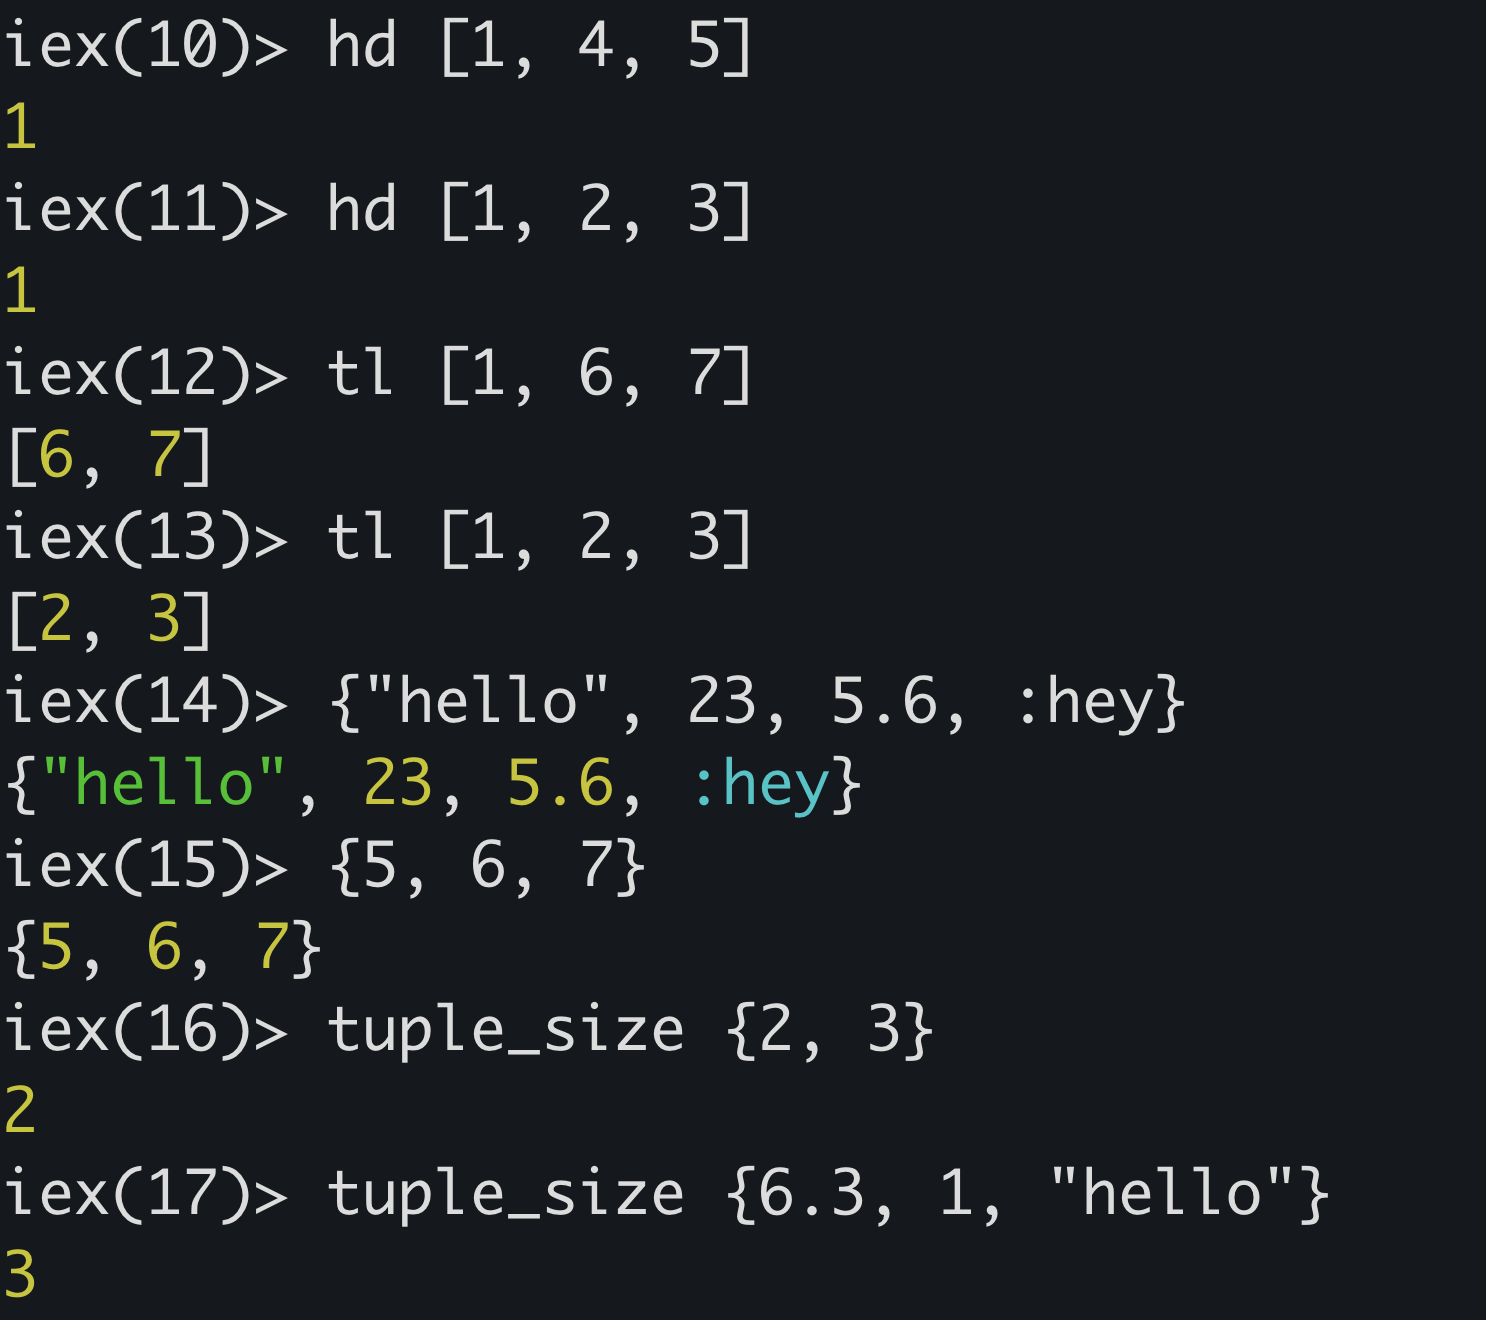 iex(10)> hd [1, 4, 5]
1
iex(11)> hd [1, 2, 3]
1
iex(12)> tl [1, 6, 7]
[6, 7]
iex(13)> tl [1, 2, 3]
[2, 3]
iex(14)> {"hello", 23, 5.6, :hey}
{"hello", 23, 5.6, :hey}
iex(15)> {5, 6, 7}
{5, 6, 7}
iex(16)> tuple_size {2, 3}
2
iex(17)> tuple_size {6.3, 1, "hello"}
3